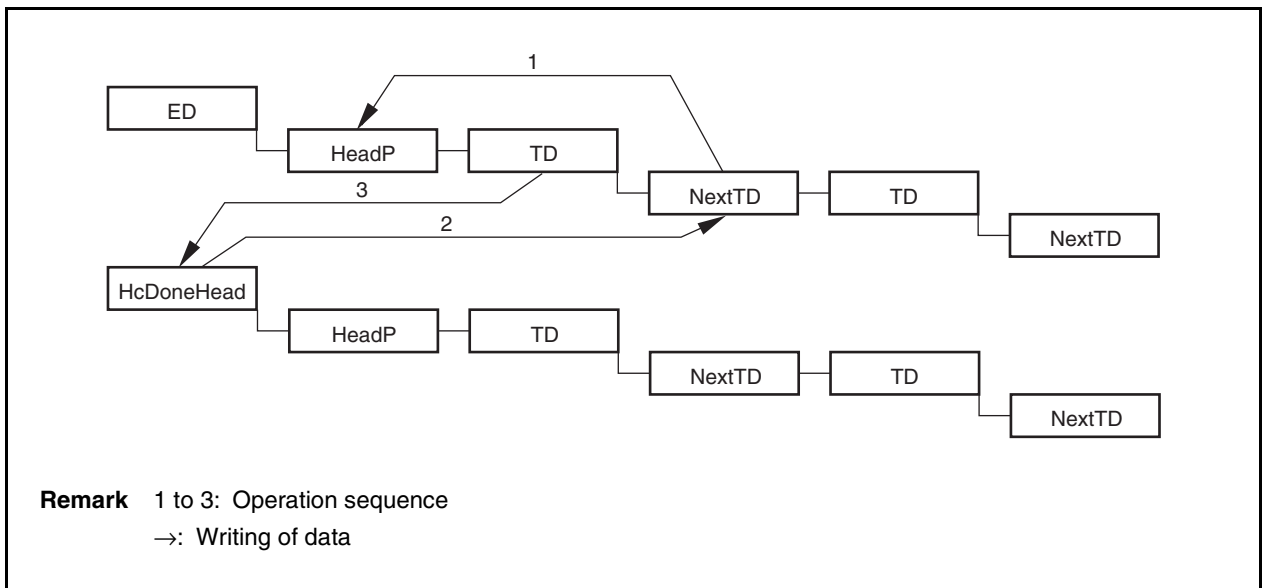 1
ED
HeadP
TD
3
NextTD
TD
2
NextTD
HcDoneHead
HeadP
TD
NextTD
TD
NextTD
Remark 1 to 3: Operation sequence
→: Writing of data